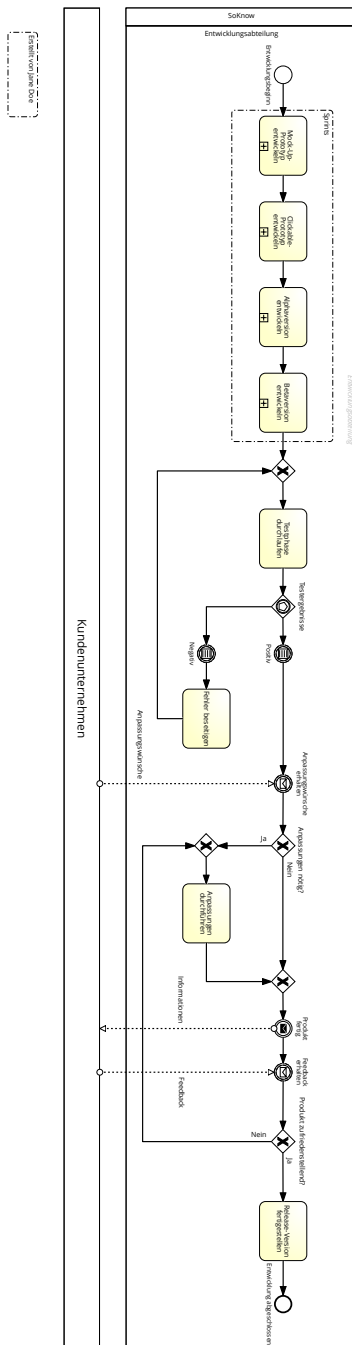 SoKnow
Entwicklungsabteilung
Entwicklungsbeginn
Sprints
Mock-Up-
Prototyp
entwickeln
Clickable-
Prototyp
entwickeln
Alphaversion
entwickeln
Betaversion
entwickeln
Testphase
durchlaufen
Testergebnisse
Positiv
Negativ
Fehler beseitigen
Anpassungswünsche
erhalten
Anpassungswünsche
Anpassungen nötig?
Ja
Nein
Anpassungen
durchführen
Produkt
fertig
Informationen
Feedback
erhalten
Feedback
Produkt zufriedenstellend?
Nein
Ja
Release-Version
fertigestellen
Entwicklung abgeschlossen
Kundenunternehmen
Erstellt von Jane Doe